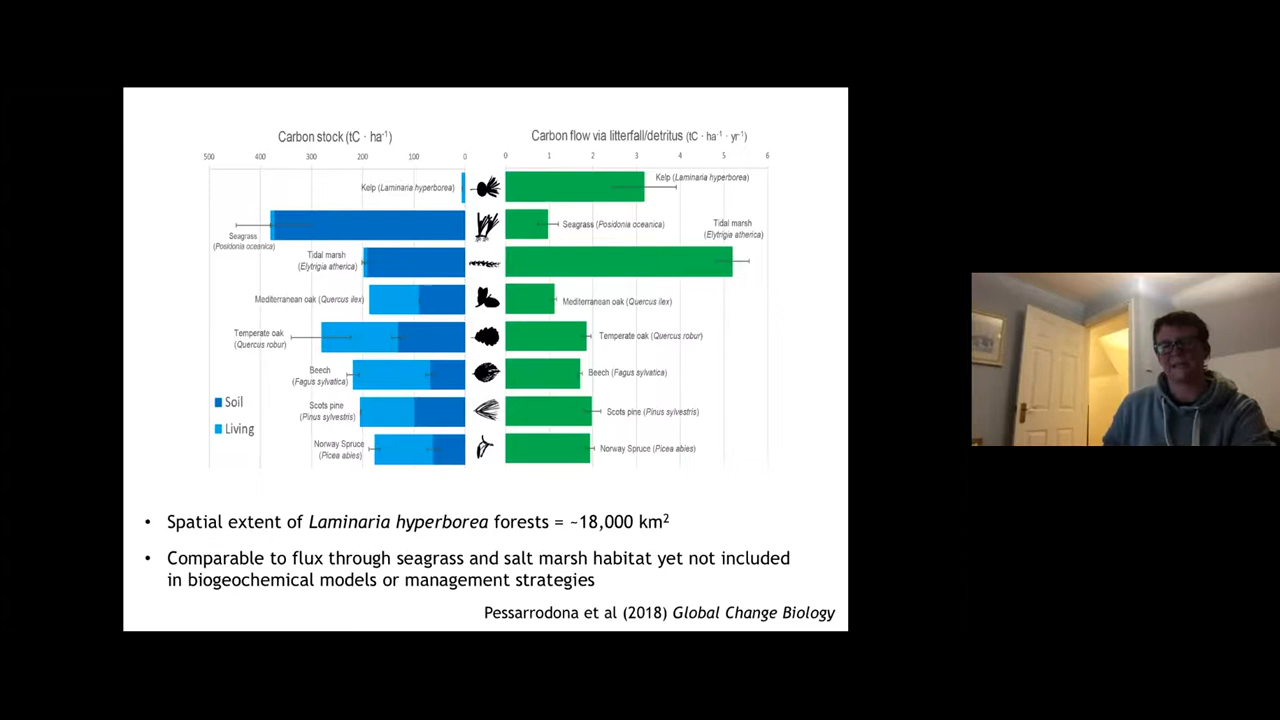 Carbon stock (tC · ha⁻¹)
500 400 300 200 100 0
Kelp (Laminaria hyperborea)
Seagrass
(Posidonia oceanica)
Tidal marsh
(Elytrigia atherica)
Mediterranean oak (Quercus ilex)
Temperate oak
(Quercus robur)
Beech
(Fagus sylvatica)
Scots pine
(Pinus sylvestris)
Norway Spruce
(Picea abies)
Soil
Living
Carbon flow via litterfall/detritus (tC · ha⁻¹ · yr⁻¹)
0 1 2 3 4 5 6
Kelp (Laminaria hyperborea)
Seagrass (Posidonia oceanica)
Tidal marsh
(Elytrigia atherica)
Mediterranean oak (Quercus ilex)
Temperate oak (Quercus robur)
Beech (Fagus sylvatica)
Scots pine (Pinus sylvestris)
Norway Spruce (Picea abies)
• Spatial extent of Laminaria hyperborea forests = ~18,000 km²
• Comparable to flux through seagrass and salt marsh habitat yet not included
in biogeochemical models or management strategies
Pessarrodona et al (2018) Global Change Biology